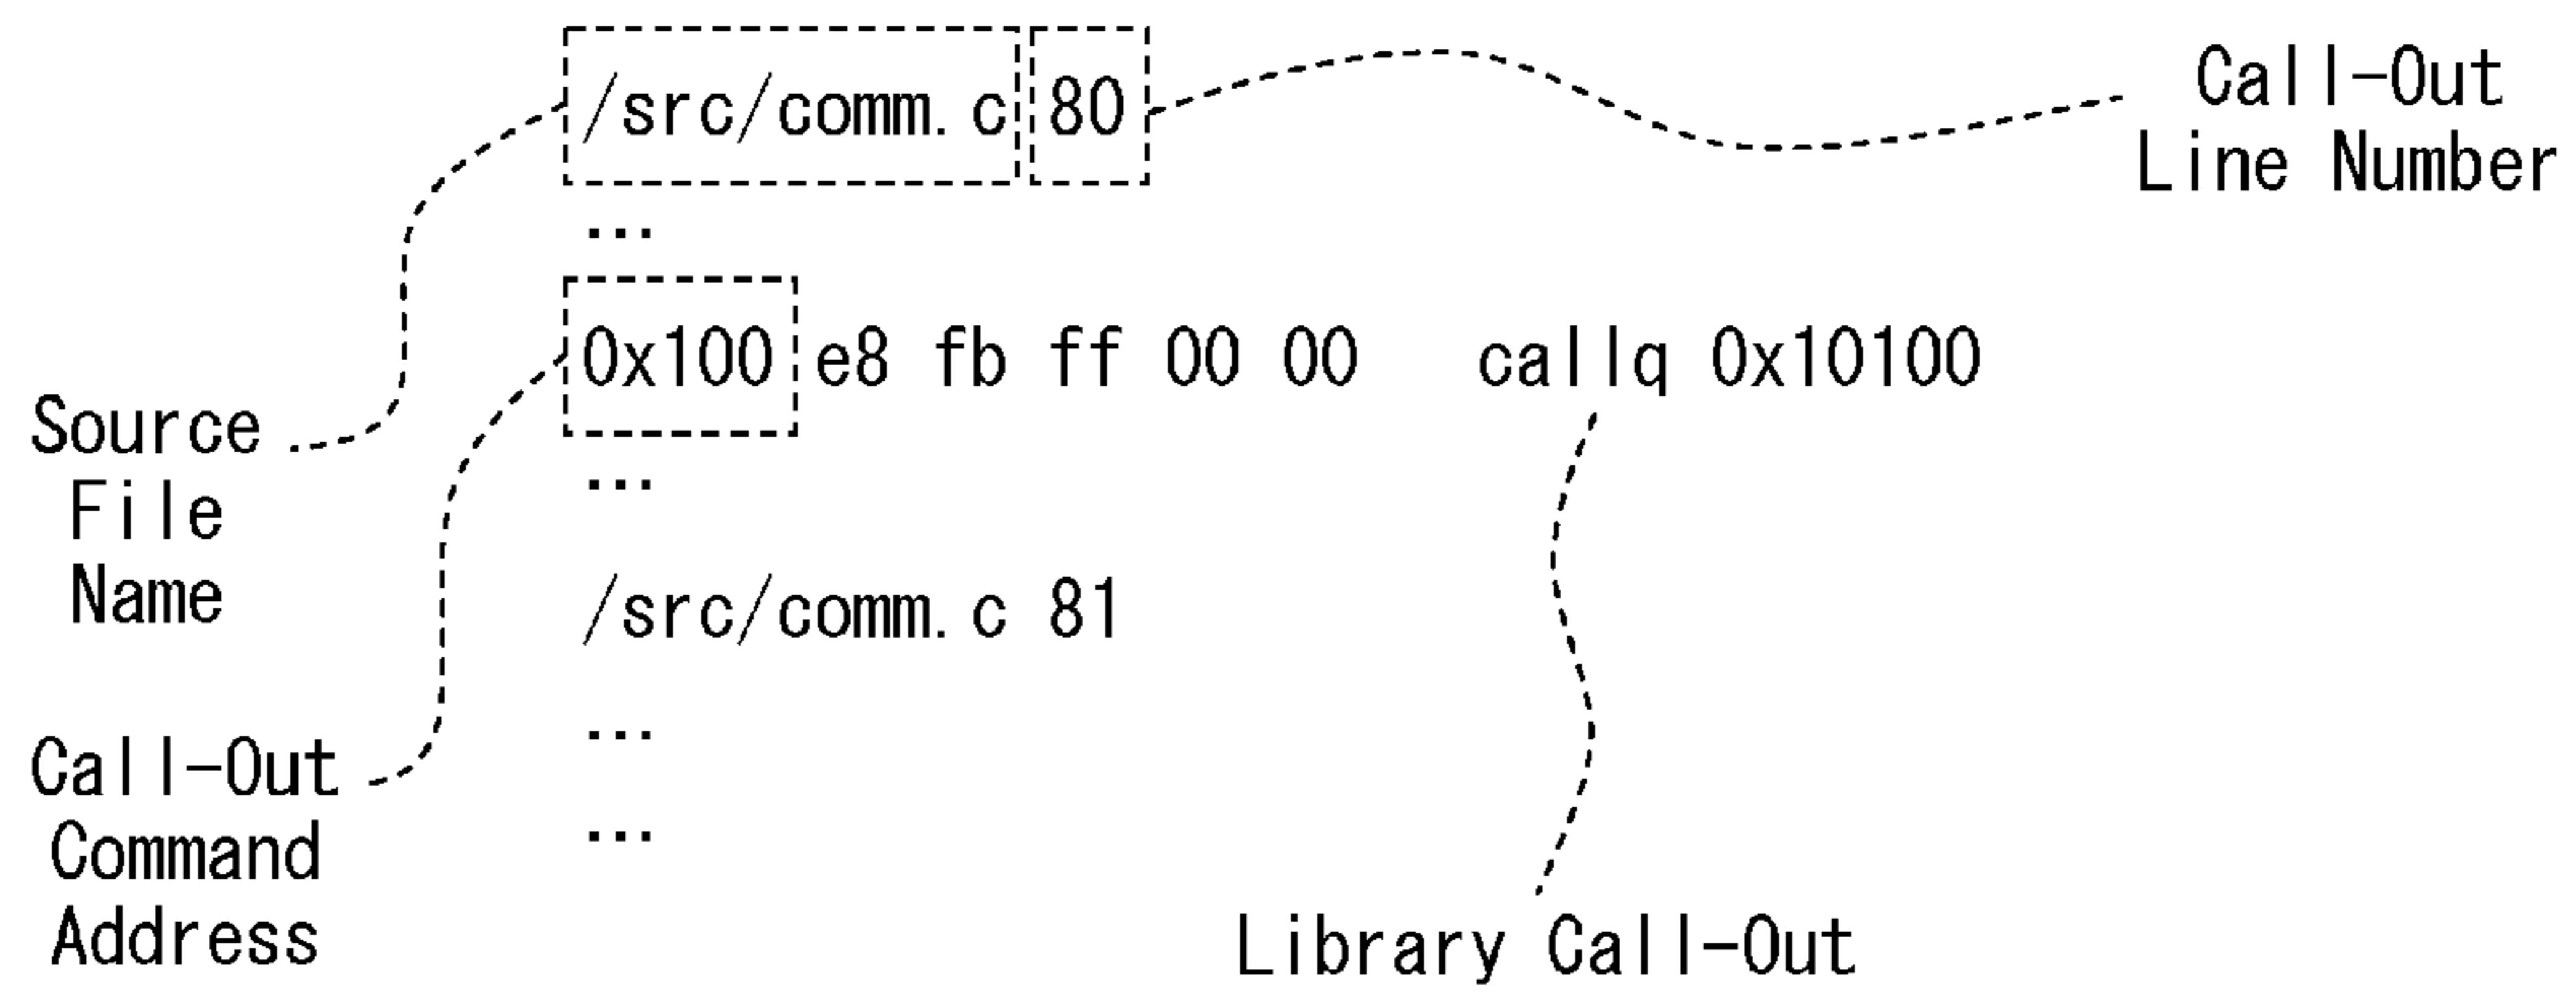 /src/comm.c 80
Call-Out
Line Number
...
0x100 e8 fb ff 00 00 callq 0x10100
Source
File
Name
...
/src/comm.c 81
...
Call-Out
Command
Address
...
Library Call-Out